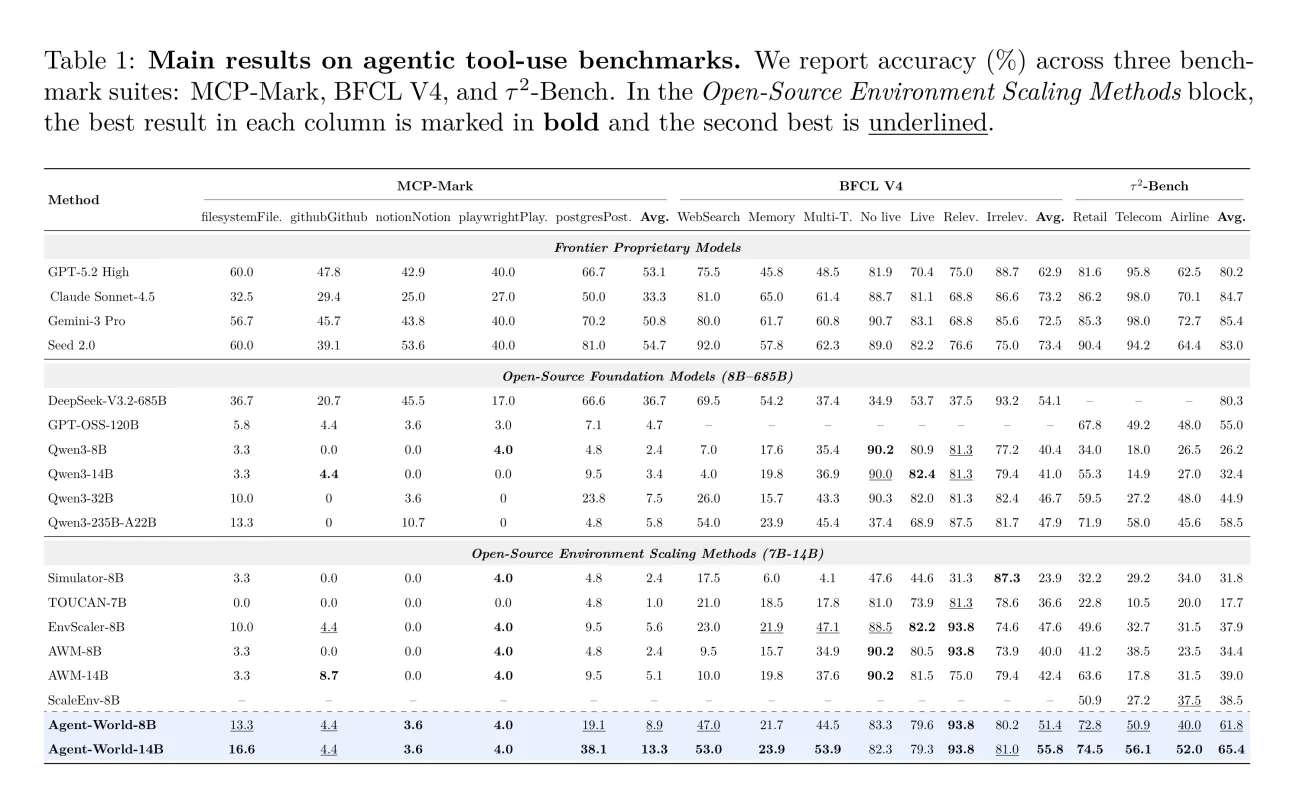 Table 1: Main results on agentic tool-use benchmarks. We report accuracy (%) across three bench-
mark suites: MCP-Mark, BFCL V4, and τ²-Bench. In the Open-Source Environment Scaling Methods block,
the best result in each column is marked in bold and the second best is underlined.
Method MCP-Mark BFCL V4 τ²-Bench
filesystemFile. githubGithub notionNotion playwrightPlay. postgresPost. Avg. WebSearch Memory Multi-T. No live Live Relev. Irrelev. Avg. Retail Telecom Airline Avg.
Frontier Proprietary Models
GPT-5.2 High 60.0 47.8 42.9 40.0 66.7 53.1 75.5 45.8 48.5 81.9 70.4 75.0 88.7 62.9 81.6 95.8 62.5 80.2
Claude Sonnet-4.5 32.5 29.4 25.0 27.0 50.0 33.3 81.0 65.0 61.4 88.7 81.1 68.8 86.6 73.2 86.2 98.0 70.1 84.7
Gemini-3 Pro 56.7 45.7 43.8 40.0 70.2 50.8 80.0 61.7 60.8 90.7 83.1 68.8 85.6 72.5 85.3 98.0 72.7 85.4
Seed 2.0 60.0 39.1 53.6 40.0 81.0 54.7 92.0 57.8 62.3 89.0 82.2 76.6 75.0 73.4 90.4 94.2 64.4 83.0
Open-Source Foundation Models (8B–685B)
DeepSeek-V3.2-685B 36.7 20.7 45.5 17.0 66.6 36.7 69.5 54.2 37.4 34.9 53.7 37.5 93.2 54.1 – – – 80.3
GPT-OSS-120B 5.8 4.4 3.6 3.0 7.1 4.7 – – – – – – – – 67.8 49.2 48.0 55.0
Qwen3-8B 3.3 0.0 0.0 4.0 4.8 2.4 7.0 17.6 35.4 90.2 80.9 81.3 77.2 40.4 34.0 18.0 26.5 26.2
Qwen3-14B 3.3 4.4 0.0 0.0 9.5 3.4 4.0 19.8 36.9 90.0 82.4 81.3 79.4 41.0 55.3 14.9 27.0 32.4
Qwen3-32B 10.0 0 3.6 0 23.8 7.5 26.0 15.7 43.3 90.3 82.0 81.3 82.4 46.7 59.5 27.2 48.0 44.9
Qwen3-235B-A22B 13.3 0 10.7 0 4.8 5.8 54.0 23.9 45.4 37.4 68.9 87.5 81.7 47.9 71.9 58.0 45.6 58.5
Open-Source Environment Scaling Methods (7B-14B)
Simulator-8B 3.3 0.0 0.0 4.0 4.8 2.4 17.5 6.0 4.1 47.6 44.6 31.3 87.3 23.9 32.2 29.2 34.0 31.8
TOUCAN-7B 0.0 0.0 0.0 0.0 4.8 1.0 21.0 18.5 17.8 81.0 73.9 81.3 78.6 36.6 22.8 10.5 20.0 17.7
EnvScaler-8B 10.0 4.4 0.0 4.0 9.5 5.6 23.0 21.9 47.1 88.5 82.2 93.8 74.6 47.6 49.6 32.7 31.5 37.9
AWM-8B 3.3 0.0 0.0 4.0 4.8 2.4 9.5 15.7 34.9 90.2 80.5 93.8 73.9 40.0 41.2 38.5 23.5 34.4
AWM-14B 3.3 8.7 0.0 4.0 9.5 5.1 10.0 19.8 37.6 90.2 81.5 75.0 79.4 42.4 63.6 17.8 31.5 39.0
ScaleEnv-8B – – – – – – – – – – – – – – 50.9 27.2 37.5 38.5
Agent-World-8B 13.3 4.4 3.6 4.0 19.1 8.9 47.0 21.7 44.5 83.3 79.6 93.8 80.2 51.4 72.8 50.9 40.0 61.8
Agent-World-14B 16.6 4.4 3.6 4.0 38.1 13.3 53.0 23.9 53.9 82.3 79.3 93.8 81.0 55.8 74.5 56.1 52.0 65.4